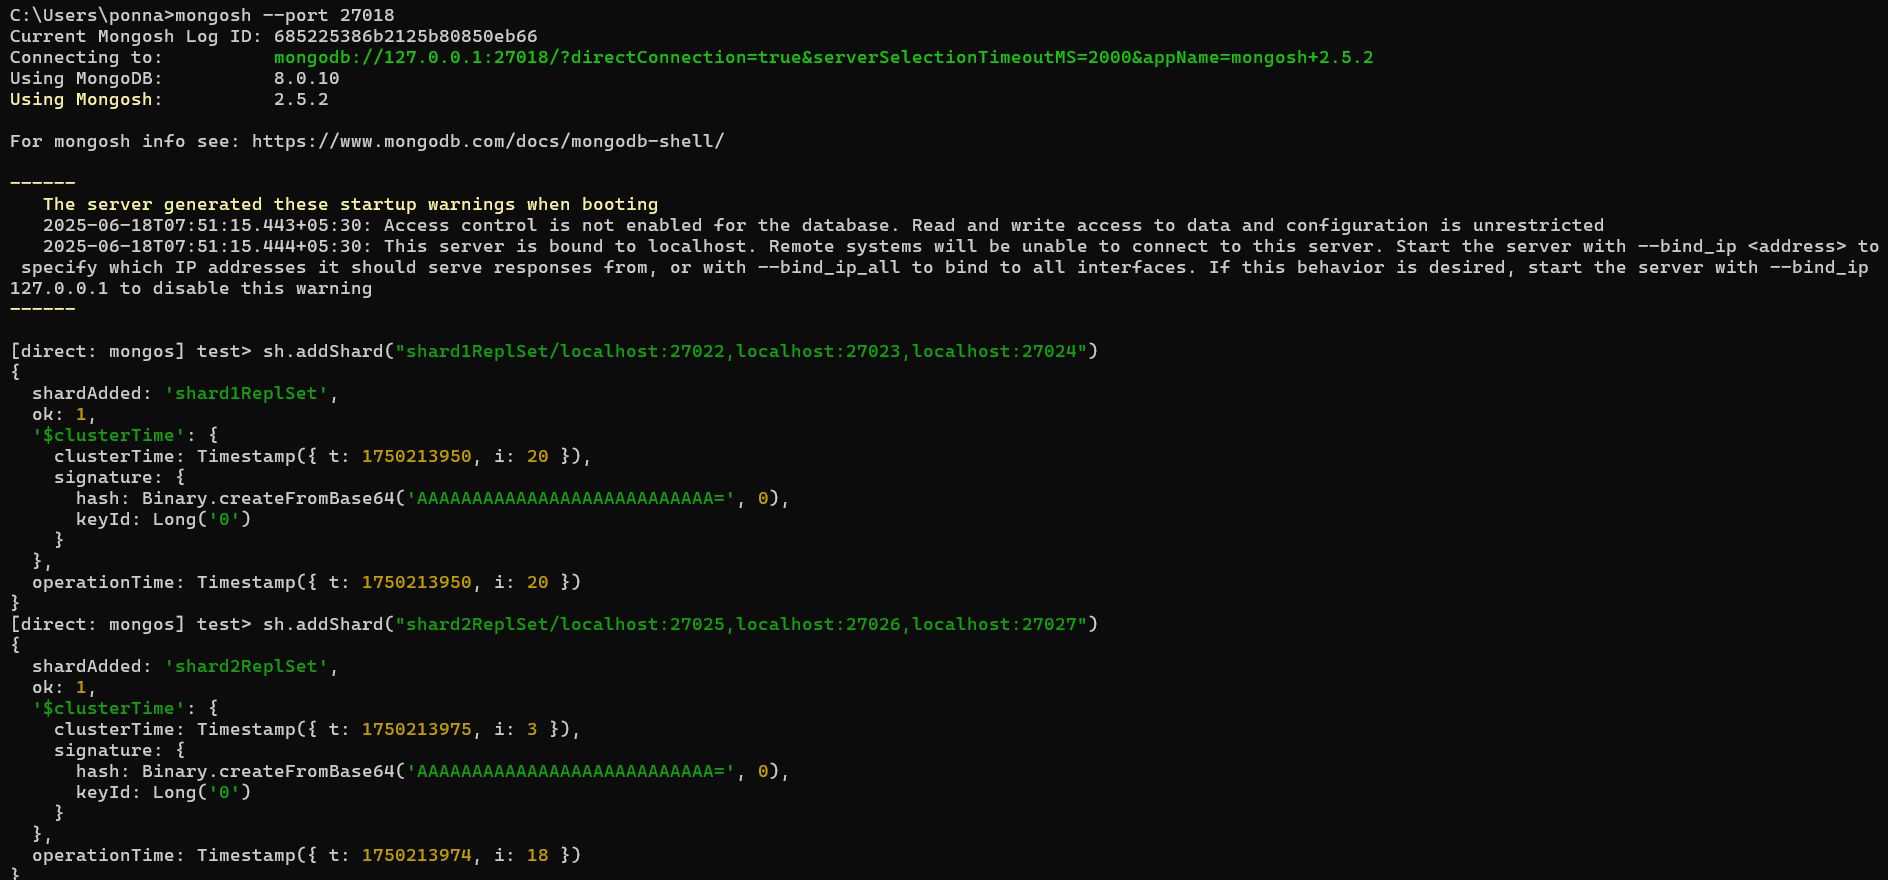 C:\Users\ponna>mongosh --port 27018
Current Mongosh Log ID: 685225386b2125b80850eb66
Connecting to:          mongodb://127.0.0.1:27018/?directConnection=true&serverSelectionTimeoutMS=2000&appName=mongosh+2.5.2
Using MongoDB:          8.0.10
Using Mongosh:          2.5.2
For mongosh info see: https://www.mongodb.com/docs/mongodb-shell/
------
   The server generated these startup warnings when booting
   2025-06-18T07:51:15.443+05:30: Access control is not enabled for the database. Read and write access to data and configuration is unrestricted
   2025-06-18T07:51:15.444+05:30: This server is bound to localhost. Remote systems will be unable to connect to this server. Start the server with --bind_ip <address> to
 specify which IP addresses it should serve responses from, or with --bind_ip_all to bind to all interfaces. If this behavior is desired, start the server with --bind_ip
127.0.0.1 to disable this warning
------
[direct: mongos] test> sh.addShard("shard1ReplSet/localhost:27022,localhost:27023,localhost:27024")
{
  shardAdded: 'shard1ReplSet',
  ok: 1,
  '$clusterTime': {
    clusterTime: Timestamp({ t: 1750213950, i: 20 }),
    signature: {
      hash: Binary.createFromBase64('AAAAAAAAAAAAAAAAAAAAAAAAAAA=', 0),
      keyId: Long('0')
    }
  },
  operationTime: Timestamp({ t: 1750213950, i: 20 })
}
[direct: mongos] test> sh.addShard("shard2ReplSet/localhost:27025,localhost:27026,localhost:27027")
{
  shardAdded: 'shard2ReplSet',
  ok: 1,
  '$clusterTime': {
    clusterTime: Timestamp({ t: 1750213975, i: 3 }),
    signature: {
      hash: Binary.createFromBase64('AAAAAAAAAAAAAAAAAAAAAAAAAAA=', 0),
      keyId: Long('0')
    }
  },
  operationTime: Timestamp({ t: 1750213974, i: 18 })
}